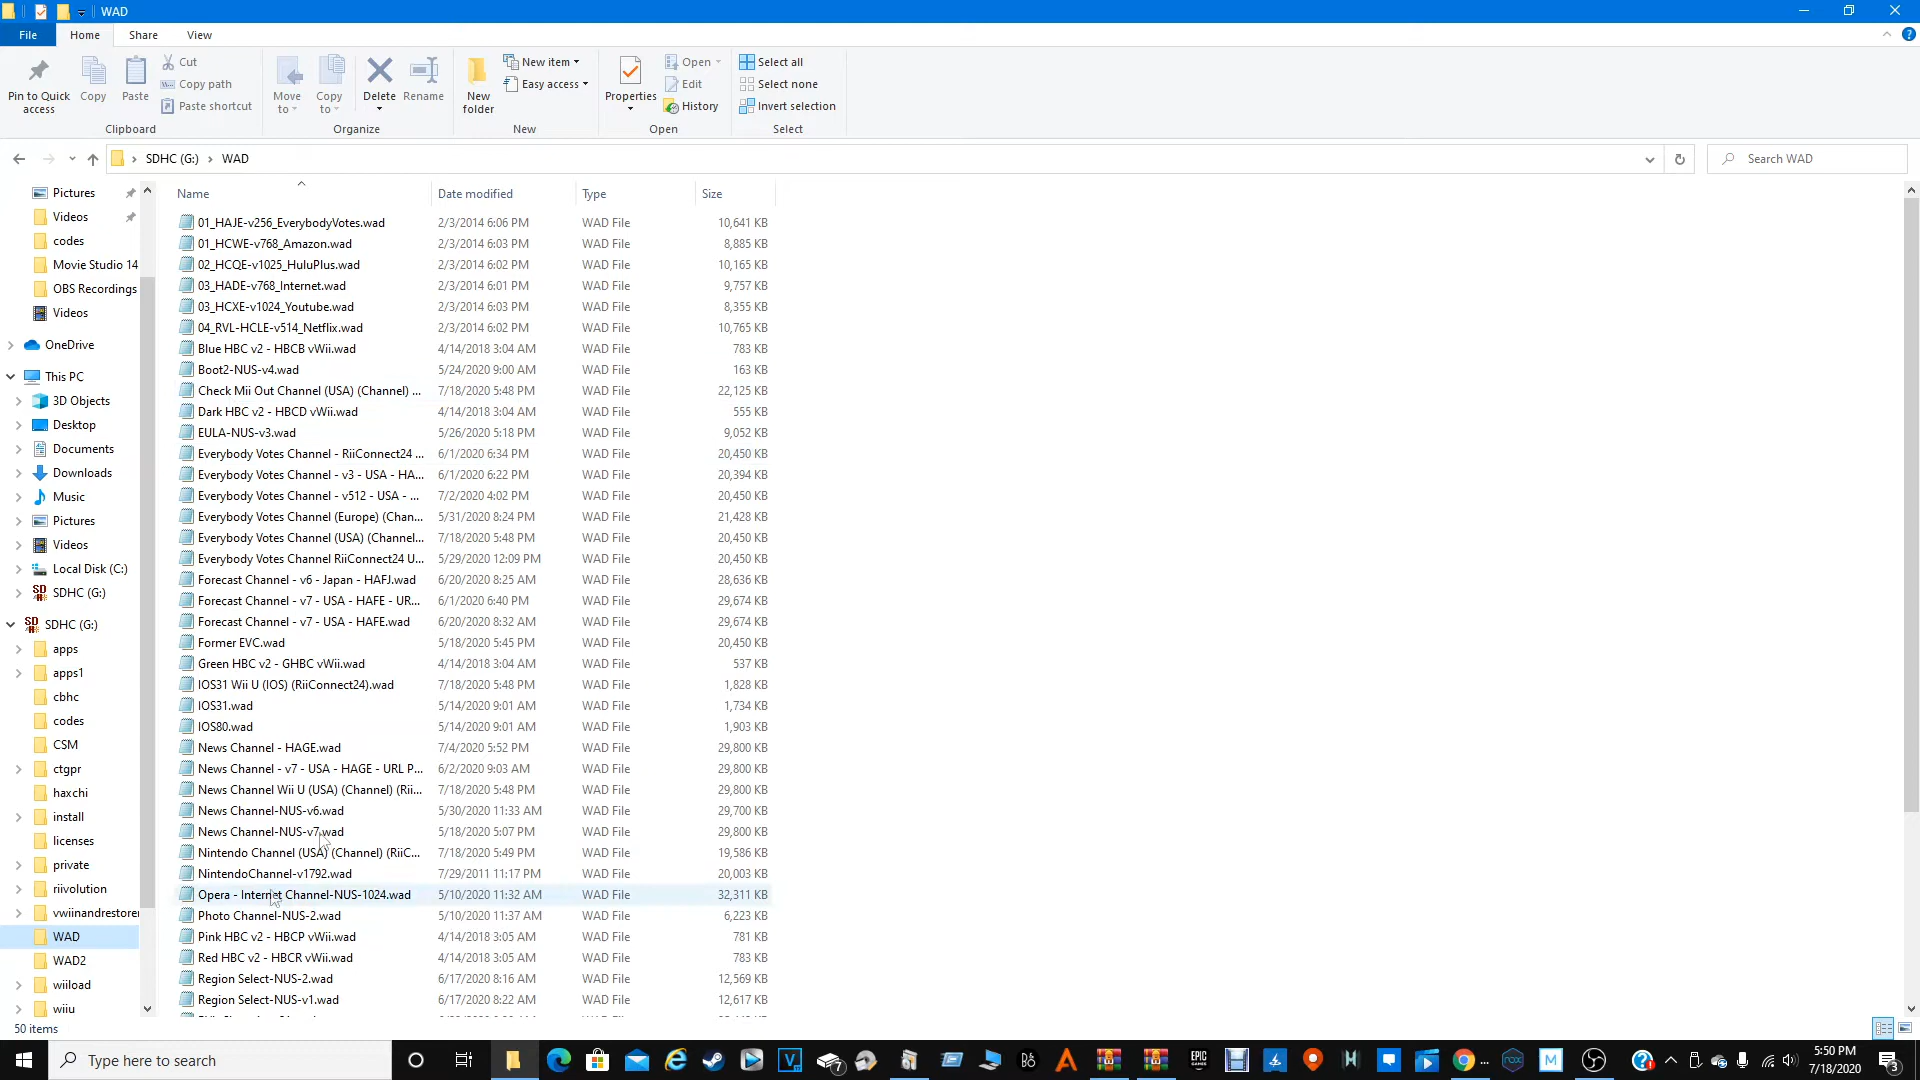 WAD
File Home Share View
Pin to Quick access
Copy
Paste
Cut
Copy path
Paste shortcut
Clipboard
Move to
Copy to
Delete
Rename
Organize
New folder
New item
Easy access
New
Properties
Open
Edit
History
Open
Select all
Select none
Invert selection
Select
SDHC (G:) WAD
Search WAD
Pictures
Videos
codes
Movie Studio 14
OBS Recordings
Videos
OneDrive
This PC
3D Objects
Desktop
Documents
Downloads
Music
Pictures
Videos
Local Disk (C:)
SDHC (G:)
SDHC (G:)
apps
apps1
cbhc
codes
CSM
ctgpr
haxchi
install
licenses
private
riivolution
vwiinandrestorer
WAD
WAD2
wiiload
wiiu
Name Date modified Type Size
01_HAJE-v256_EverybodyVotes.wad 2/3/2014 6:06 PM WAD File 10,641 KB
01_HCWE-v768_Amazon.wad 2/3/2014 6:03 PM WAD File 8,885 KB
02_HCQE-v1025_HuluPlus.wad 2/3/2014 6:02 PM WAD File 10,165 KB
03_HADE-v768_Internet.wad 2/3/2014 6:01 PM WAD File 9,757 KB
03_HCXE-v1024_Youtube.wad 2/3/2014 6:03 PM WAD File 8,355 KB
04_RVL-HCLE-v514_Netflix.wad 2/3/2014 6:02 PM WAD File 10,765 KB
Blue HBC v2 - HBCB vWii.wad 4/14/2018 3:04 AM WAD File 783 KB
Boot2-NUS-v4.wad 5/24/2020 9:00 AM WAD File 163 KB
Check Mii Out Channel (USA) (Channel) ... 7/18/2020 5:48 PM WAD File 22,125 KB
Dark HBC v2 - HBCD vWii.wad 4/14/2018 3:04 AM WAD File 555 KB
EULA-NUS-v3.wad 5/26/2020 5:18 PM WAD File 9,052 KB
Everybody Votes Channel - RiiConnect24 ... 6/1/2020 6:34 PM WAD File 20,450 KB
Everybody Votes Channel - v3 - USA - HA... 6/1/2020 6:22 PM WAD File 20,394 KB
Everybody Votes Channel - v512 - USA - ... 7/2/2020 4:02 PM WAD File 20,450 KB
Everybody Votes Channel (Europe) (Chan... 5/31/2020 8:24 PM WAD File 21,428 KB
Everybody Votes Channel (USA) (Channel... 7/18/2020 5:48 PM WAD File 20,450 KB
Everybody Votes Channel RiiConnect24 U... 5/29/2020 12:09 PM WAD File 20,450 KB
Forecast Channel - v6 - Japan - HAFJ.wad 6/20/2020 8:25 AM WAD File 28,636 KB
Forecast Channel - v7 - USA - HAFE - UR... 6/1/2020 6:40 PM WAD File 29,674 KB
Forecast Channel - v7 - USA - HAFE.wad 6/20/2020 8:32 AM WAD File 29,674 KB
Former EVC.wad 5/18/2020 5:45 PM WAD File 20,450 KB
Green HBC v2 - GHBC vWii.wad 4/14/2018 3:04 AM WAD File 537 KB
IOS31 Wii U (IOS) (RiiConnect24).wad 7/18/2020 5:48 PM WAD File 1,828 KB
IOS31.wad 5/14/2020 9:01 AM WAD File 1,734 KB
IOS80.wad 5/14/2020 9:01 AM WAD File 1,903 KB
News Channel - HAGE.wad 7/4/2020 5:52 PM WAD File 29,800 KB
News Channel - v7 - USA - HAGE - URL P... 6/2/2020 9:03 AM WAD File 29,800 KB
News Channel Wii U (USA) (Channel) (Rii... 7/18/2020 5:48 PM WAD File 29,800 KB
News Channel-NUS-v6.wad 5/30/2020 11:33 AM WAD File 29,700 KB
News Channel-NUS-v7.wad 5/18/2020 5:07 PM WAD File 29,800 KB
Nintendo Channel (USA) (Channel) (RiiC... 7/18/2020 5:49 PM WAD File 19,586 KB
NintendoChannel-v1792.wad 7/29/2011 11:17 PM WAD File 20,003 KB
Opera - Internet Channel-NUS-1024.wad 5/10/2020 11:32 AM WAD File 32,311 KB
Photo Channel-NUS-2.wad 5/10/2020 11:37 AM WAD File 6,223 KB
Pink HBC v2 - HBCP vWii.wad 4/14/2018 3:05 AM WAD File 781 KB
Red HBC v2 - HBCR vWii.wad 4/14/2018 3:05 AM WAD File 783 KB
Region Select-NUS-2.wad 6/17/2020 8:16 AM WAD File 12,569 KB
Region Select-NUS-v1.wad 6/17/2020 8:22 AM WAD File 12,617 KB
50 items
Type here to search
5:50 PM
7/18/2020
3